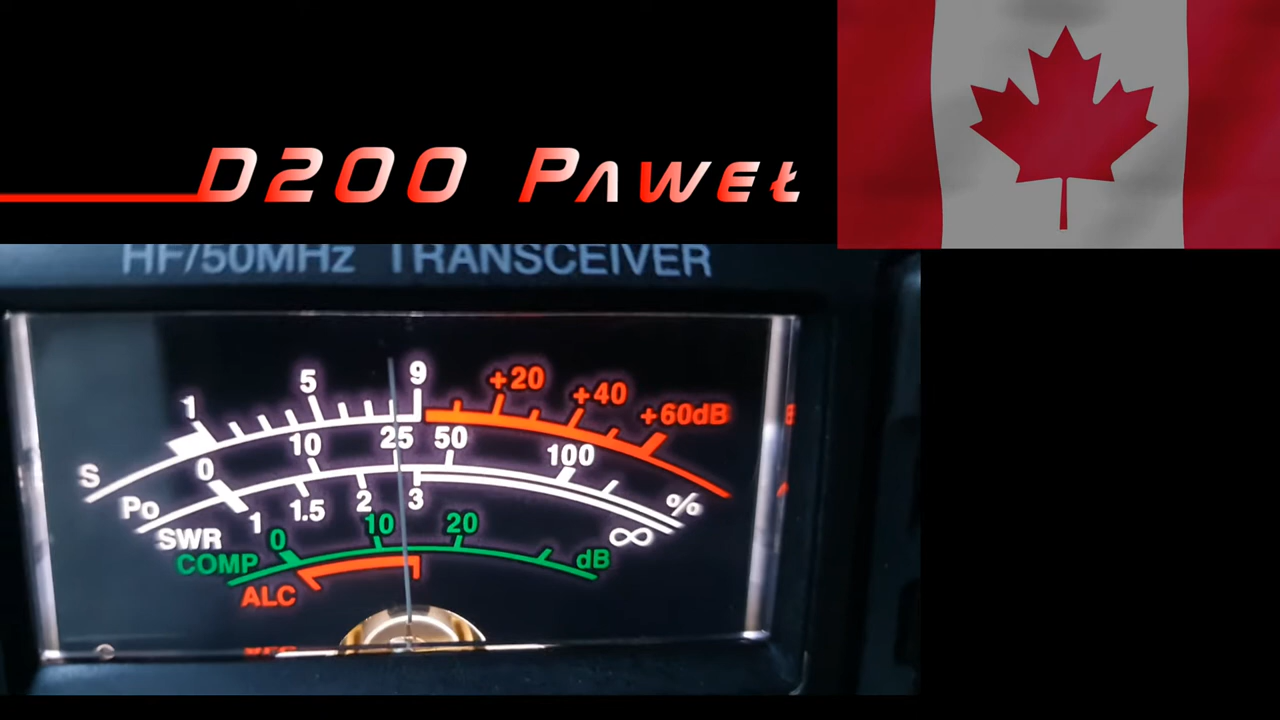 D200 Paweł
HF/50MHz TRANSCEIVER
1 5 9 +20 +40 +60dB
S
0 10 25 50 100 %
Po
1 1.5 2 3 ∞
SWR
0 10 20 dB
COMP
ALC